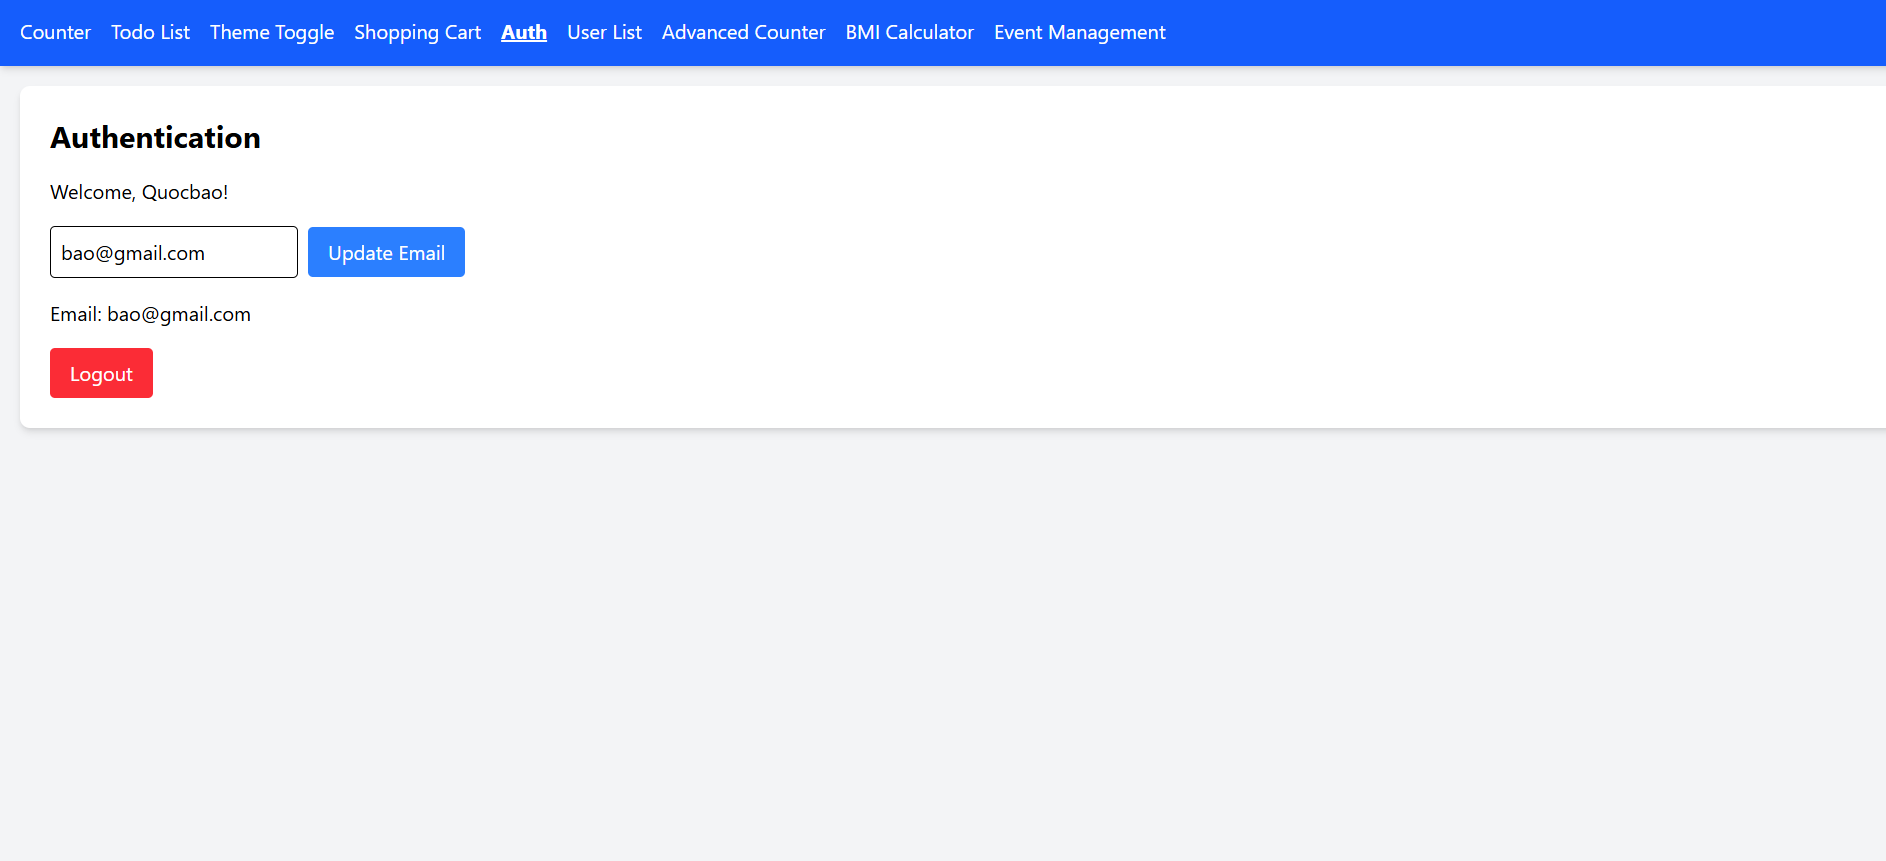 Counter Todo List Theme Toggle Shopping Cart Auth User List Advanced Counter BMI Calculator Event Management
Authentication
Welcome, Quocbao!
bao@gmail.com Update Email
Email: bao@gmail.com
Logout